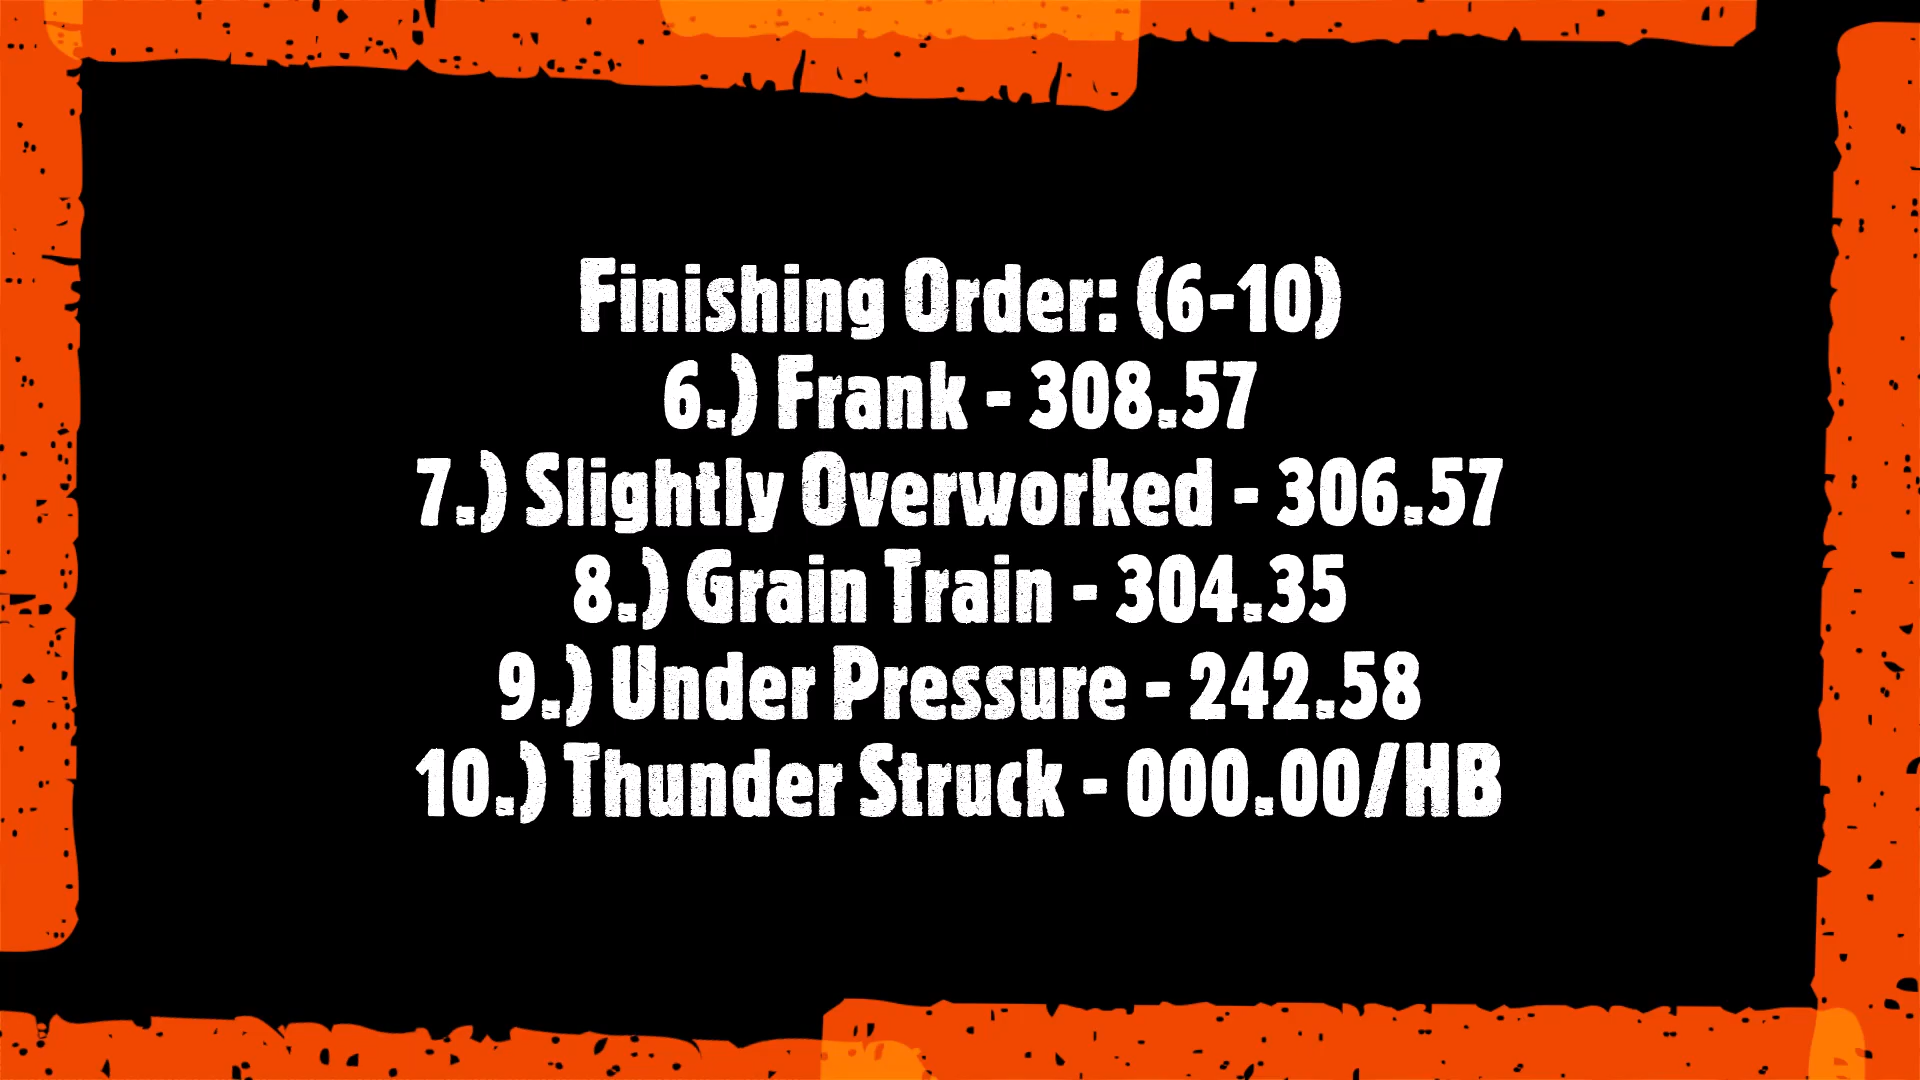 Finishing Order: (6-10)
6.) Frank - 308.57
7.) Slightly Overworked - 306.57
8.) Grain Train - 304.35
9.) Under Pressure - 242.58
10.) Thunder Struck - 000.00/HB